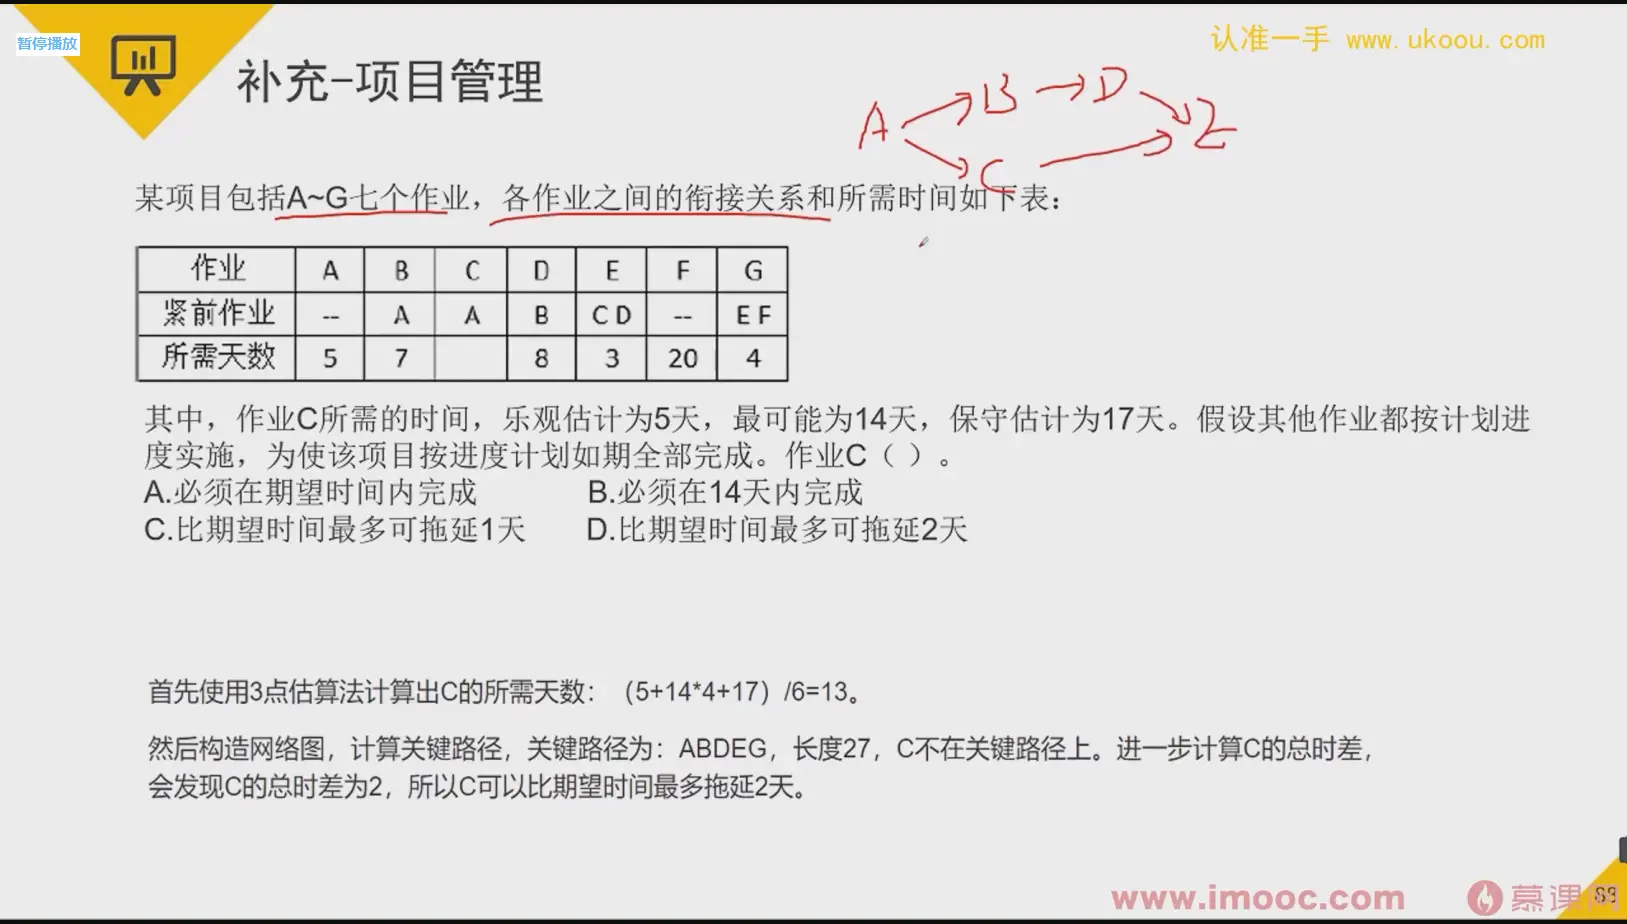 暂停播放
认准一手 www.ukoou.com
补充-项目管理
A B D E
C
某项目包括A~G七个作业，各作业之间的衔接关系和所需时间如下表：
作业 A B C D E F G
紧前作业 -- A A B C D -- E F
所需天数 5 7 8 3 20 4
其中，作业C所需的时间，乐观估计为5天，最可能为14天，保守估计为17天。假设其他作业都按计划进
度实施，为使该项目按进度计划如期全部完成。作业C（ ）。
A.必须在期望时间内完成 B.必须在14天内完成
C.比期望时间最多可拖延1天 D.比期望时间最多可拖延2天
首先使用3点估算法计算出C的所需天数：（5+14*4+17）/6=13。
然后构造网络图，计算关键路径，关键路径为：ABDEG，长度27，C不在关键路径上。进一步计算C的总时差，
会发现C的总时差为2，所以C可以比期望时间最多拖延2天。
www.imooc.com 慕课网